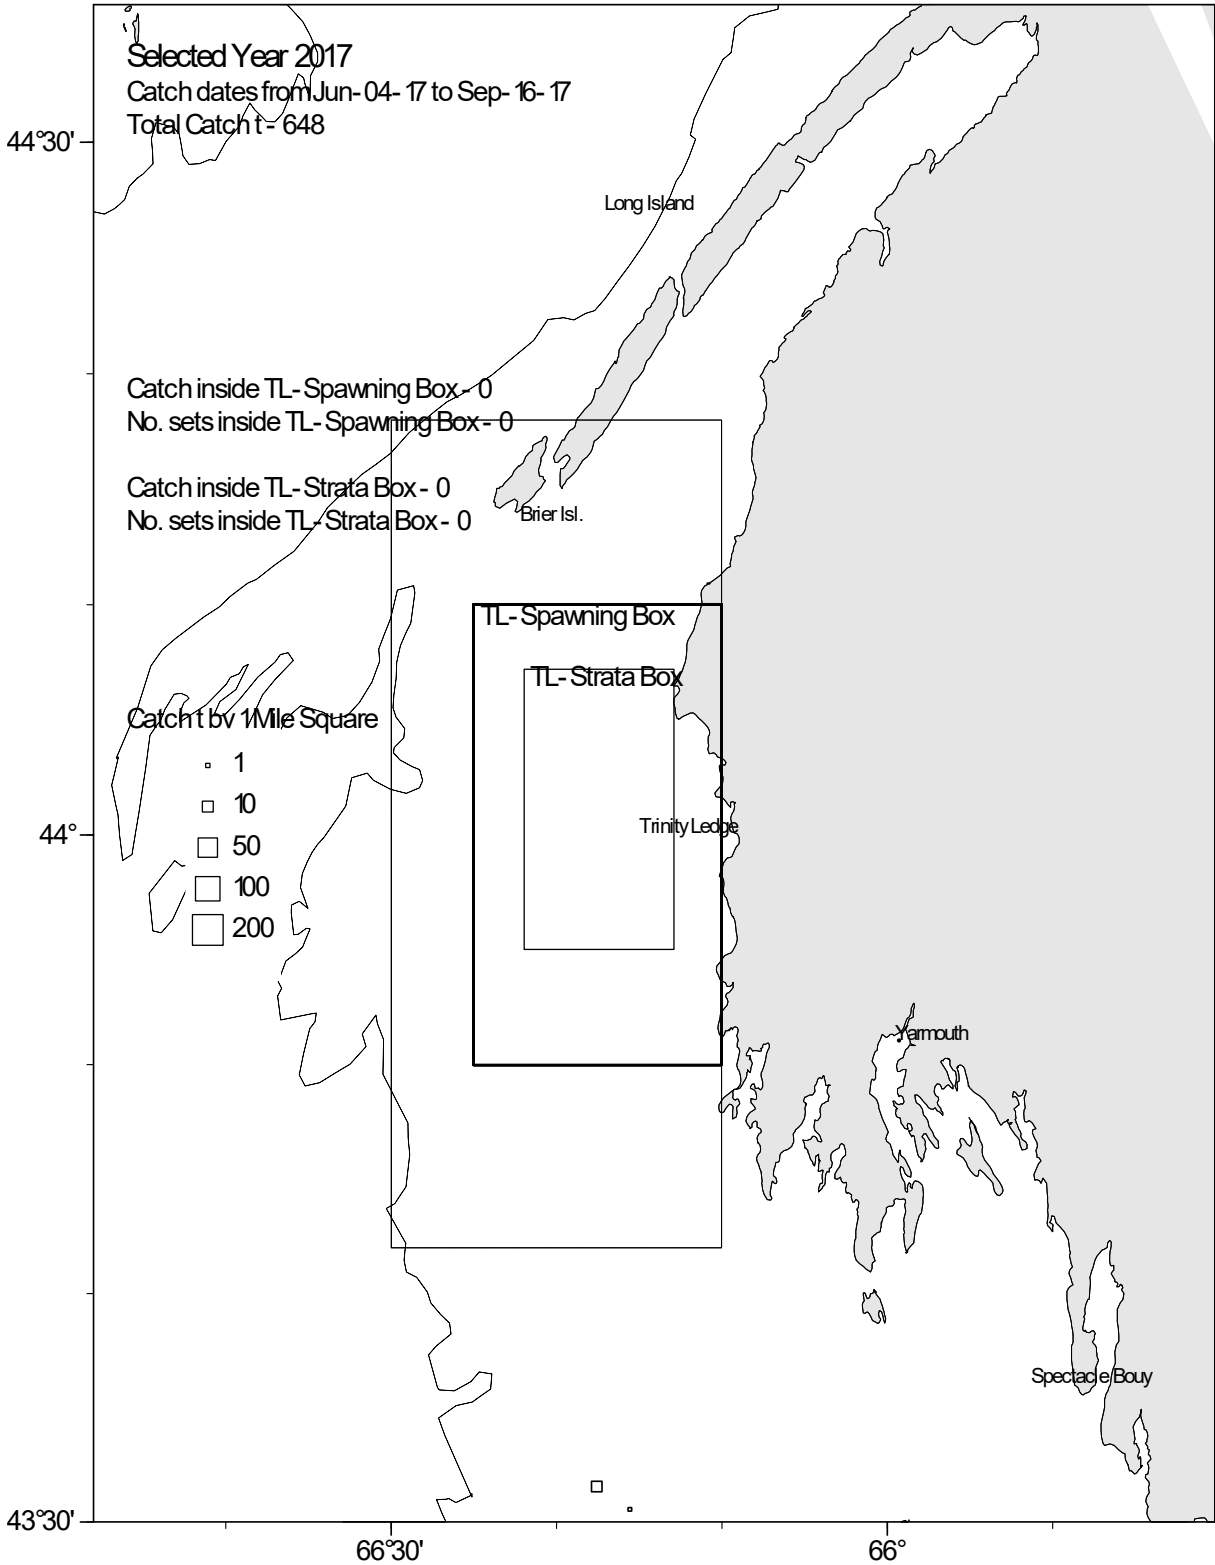 Selected Year 2017
Catch dates from Jun-04-17 to Sep-16-17
Total Catch t - 648
44°30'
Long Island
Catch inside TL-Spawning Box - 0
No. sets inside TL-Spawning Box - 0
Catch inside TL-Strata Box - 0
No. sets inside TL-Strata Box - 0
Brier Isl.
TL-Spawning Box
TL-Strata Box
Catch t by 1 Mile Square
1
10
44°
Trinity Ledge
50
100
200
Yarmouth
Spectacle Bouy
43°30'
66°30'
66°